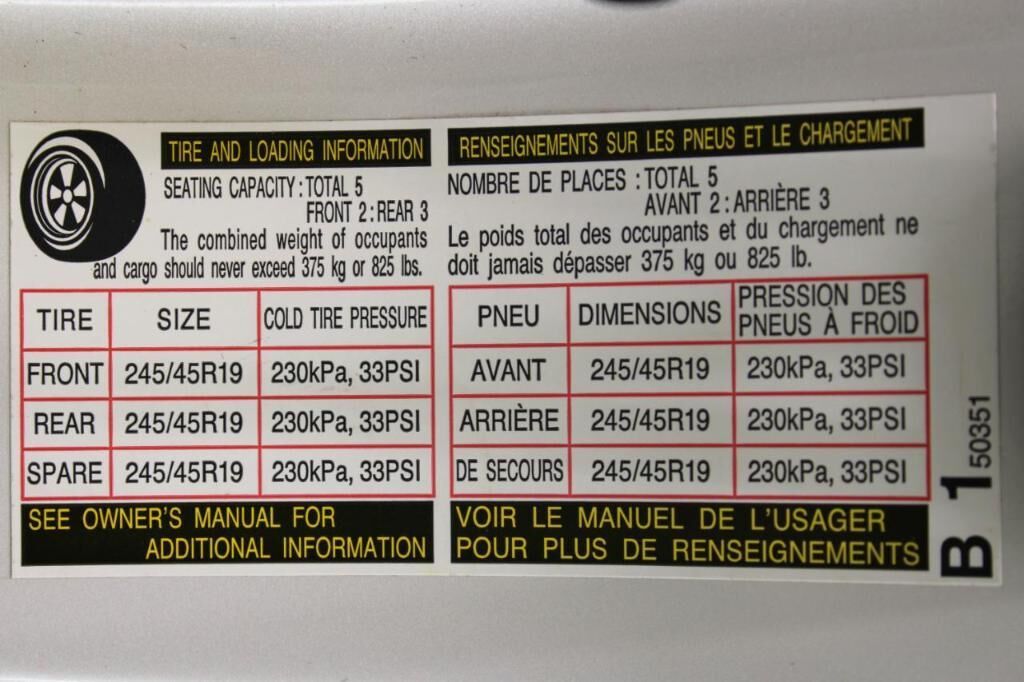 TIRE AND LOADING INFORMATION
SEATING CAPACITY : TOTAL 5
FRONT 2 : REAR 3
The combined weight of occupants
and cargo should never exceed 375 kg or 825 lbs.
TIRE SIZE COLD TIRE PRESSURE
FRONT 245/45R19 230kPa, 33PSI
REAR 245/45R19 230kPa, 33PSI
SPARE 245/45R19 230kPa, 33PSI
SEE OWNER'S MANUAL FOR
ADDITIONAL INFORMATION
RENSEIGNEMENTS SUR LES PNEUS ET LE CHARGEMENT
NOMBRE DE PLACES : TOTAL 5
AVANT 2 : ARRIÈRE 3
Le poids total des occupants et du chargement ne
doit jamais dépasser 375 kg ou 825 lb.
PNEU DIMENSIONS PRESSION DES
PNEUS À FROID
AVANT 245/45R19 230kPa, 33PSI
ARRIÈRE 245/45R19 230kPa, 33PSI
DE SECOURS 245/45R19 230kPa, 33PSI
VOIR LE MANUEL DE L'USAGER
POUR PLUS DE RENSEIGNEMENTS
B 1 50351